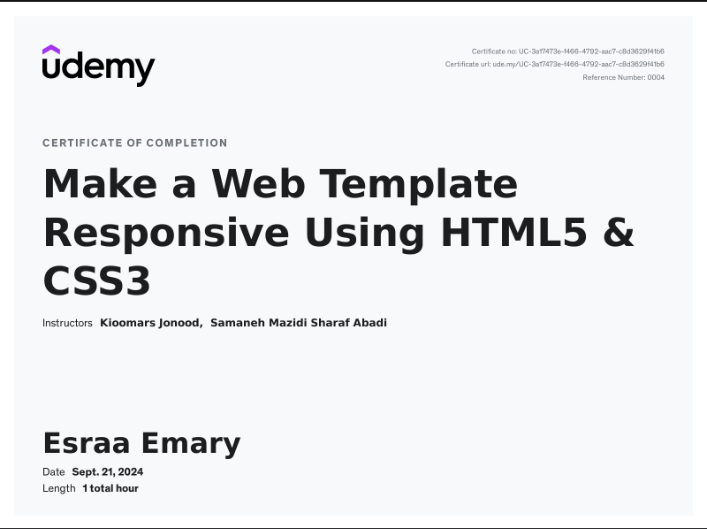 udemy
Certificate no: UC-3a17473e-f466-4792-aac7-c8d3629f41b6
Certificate url: ude.my/UC-3a17473e-f466-4792-aac7-c8d3629f41b6
Reference Number: 0004
CERTIFICATE OF COMPLETION
Make a Web Template
Responsive Using HTML5 &
CSS3
Instructors Kioomars Jonood, Samaneh Mazidi Sharaf Abadi
Esraa Emary
Date Sept. 21, 2024
Length 1 total hour